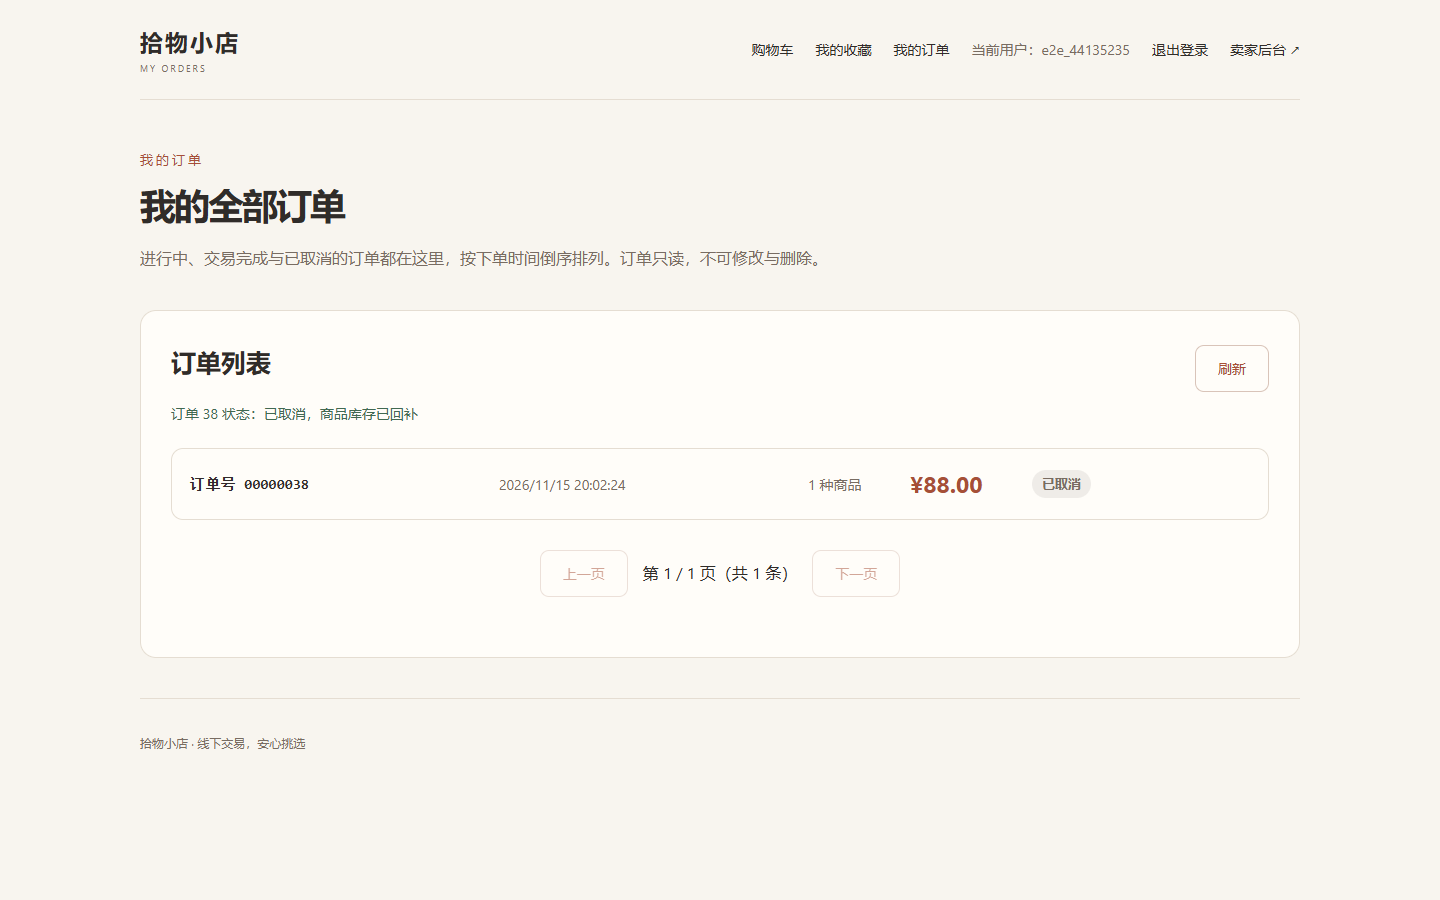 拾物小店
MY ORDERS
购物车 我的收藏 我的订单 当前用户：e2e_44135235 退出登录 卖家后台 ↗
我的订单
我的全部订单
进行中、交易完成与已取消的订单都在这里，按下单时间倒序排列。订单只读，不可修改与删除。
订单列表
刷新
订单 38 状态：已取消，商品库存已回补
订单号 00000038 2026/11/15 20:02:24 1 种商品 ¥88.00 已取消
上一页 第 1 / 1 页（共 1 条） 下一页
拾物小店 · 线下交易，安心挑选